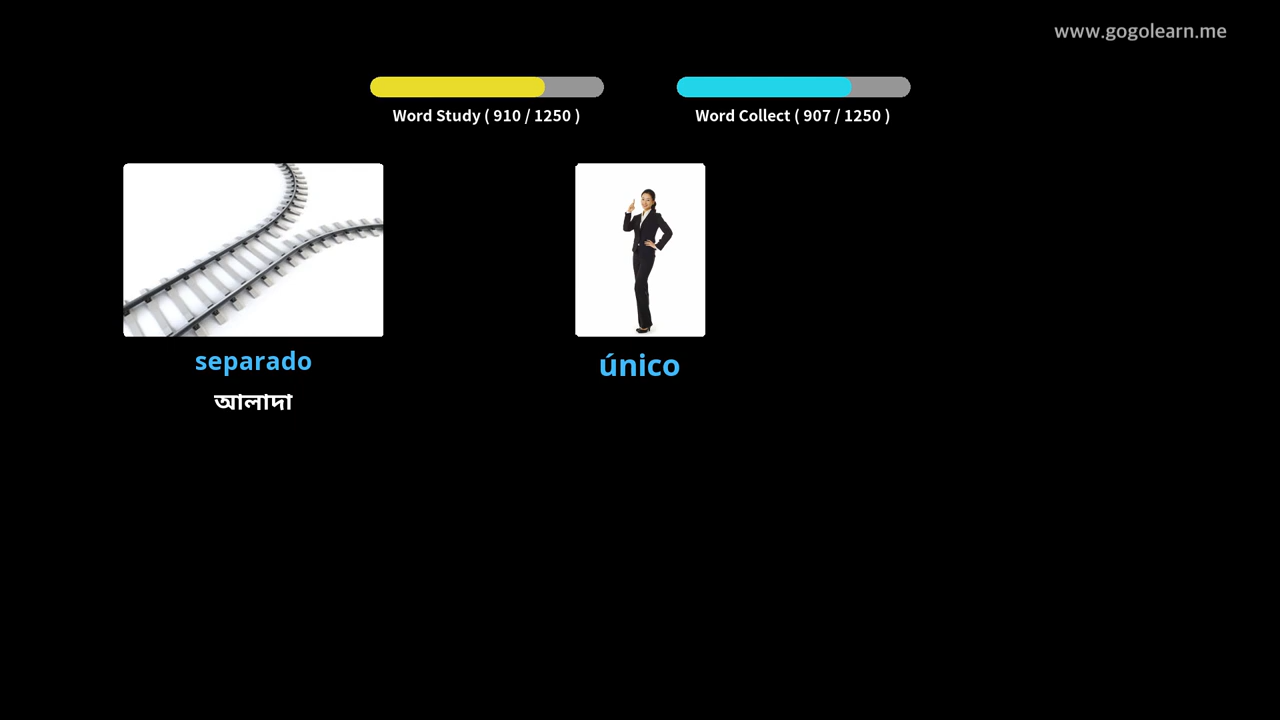 www.gogolearn.me
Word Study ( 910 / 1250 )
Word Collect ( 907 / 1250 )
separado
আলাদা
único